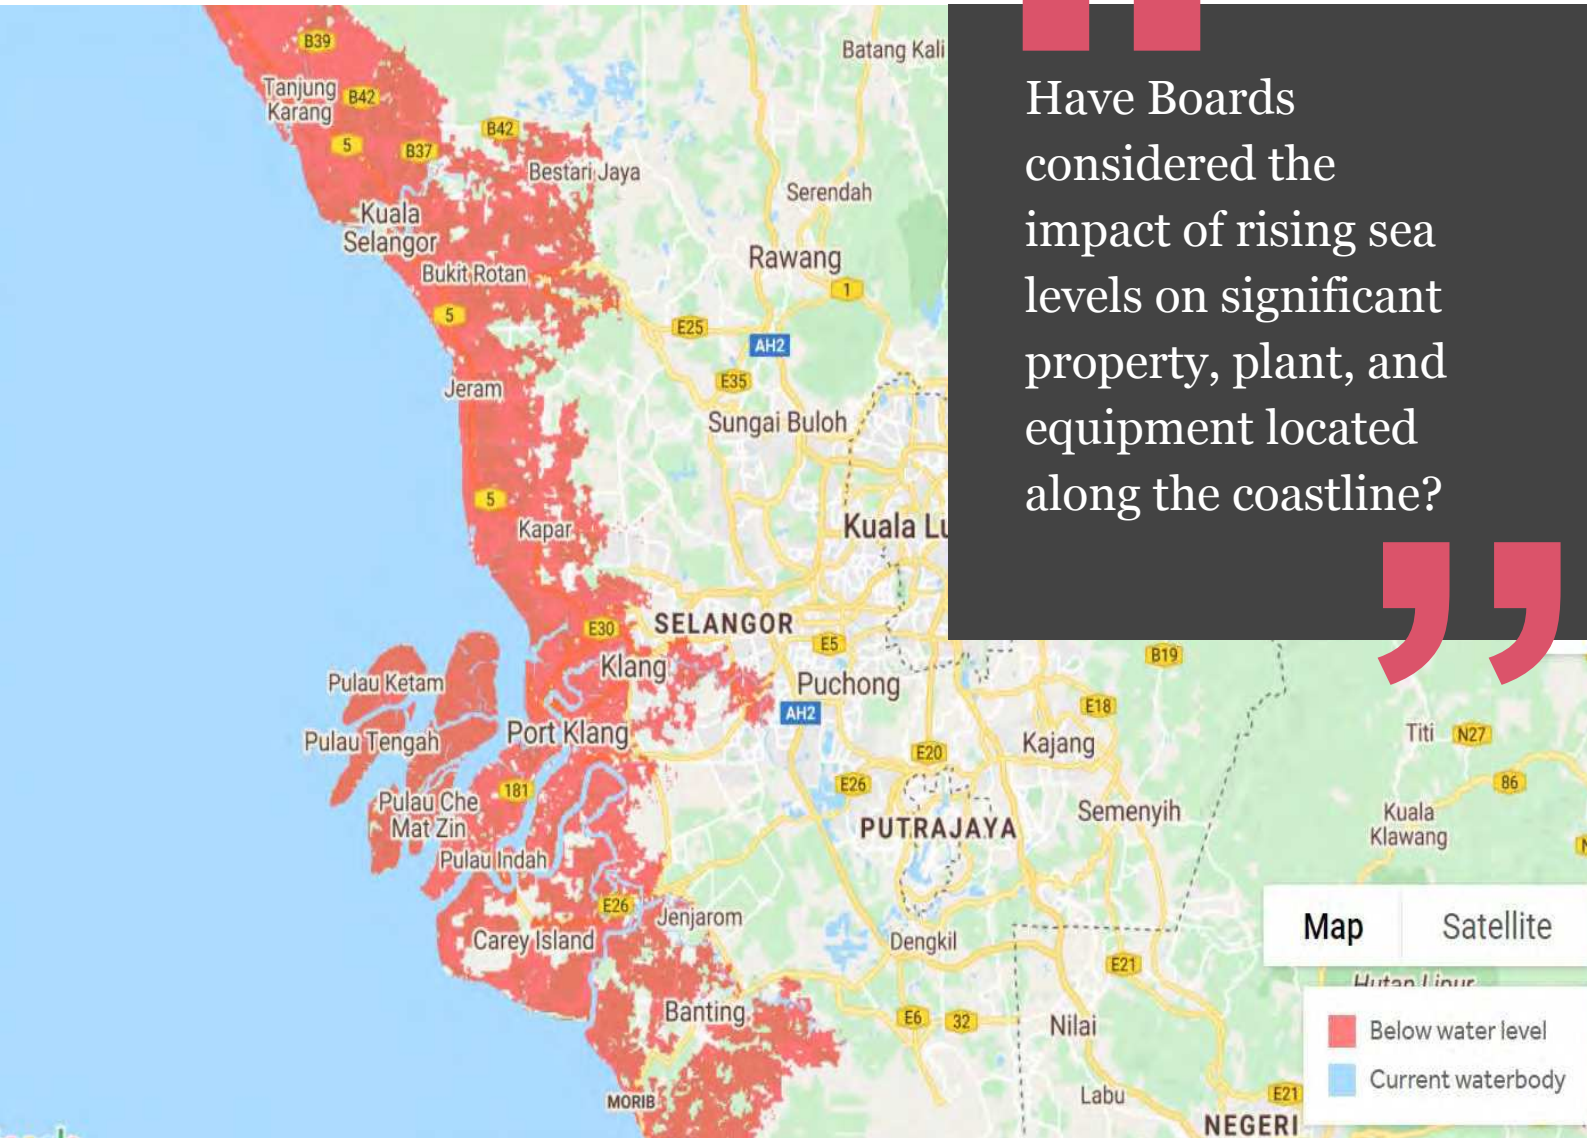 Have Boards
considered the
impact of rising sea
levels on significant
property, plant, and
equipment located
along the coastline?
B39
Batang Kali
Tanjung
Karang
B42
B42
5
B37
Bestari Jaya
Serendah
Kuala
Selangor
Rawang
Bukit Rotan
1
5
E25
AH2
E35
Jeram
Sungai Buloh
5
Kapar
Kuala
E30
SELANGOR
E5
Klang
B19
Pulau Ketam
Puchong
E18
AH2
Port Klang
Pulau Tengah
Titi
N27
Kajang
E20
86
E26
181
Pulau Che
Mat Zin
Semenyih
Kuala
Klawang
PUTRAJAYA
Pulau Indah
E26
Jenjarom
Map
Satellite
Carey Island
Dengkil
E21
Hutan Lipur
Banting
E6
32
Nilai
Below water level
Current waterbody
MORIB
Labu
E21
NEGERI